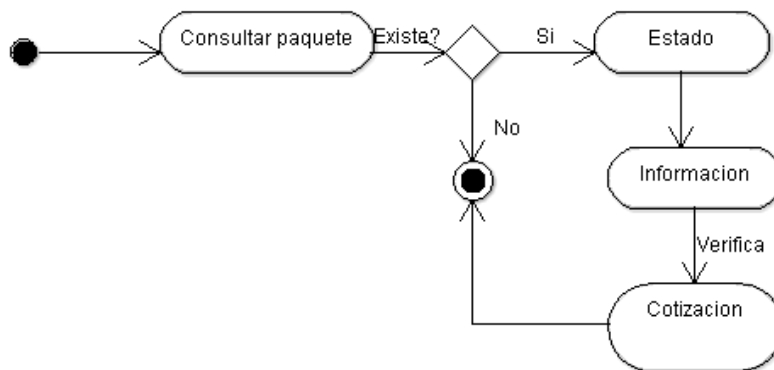 Consultar paquete
Existe?
Si
Estado
No
Informacion
Verifica
Cotizacion